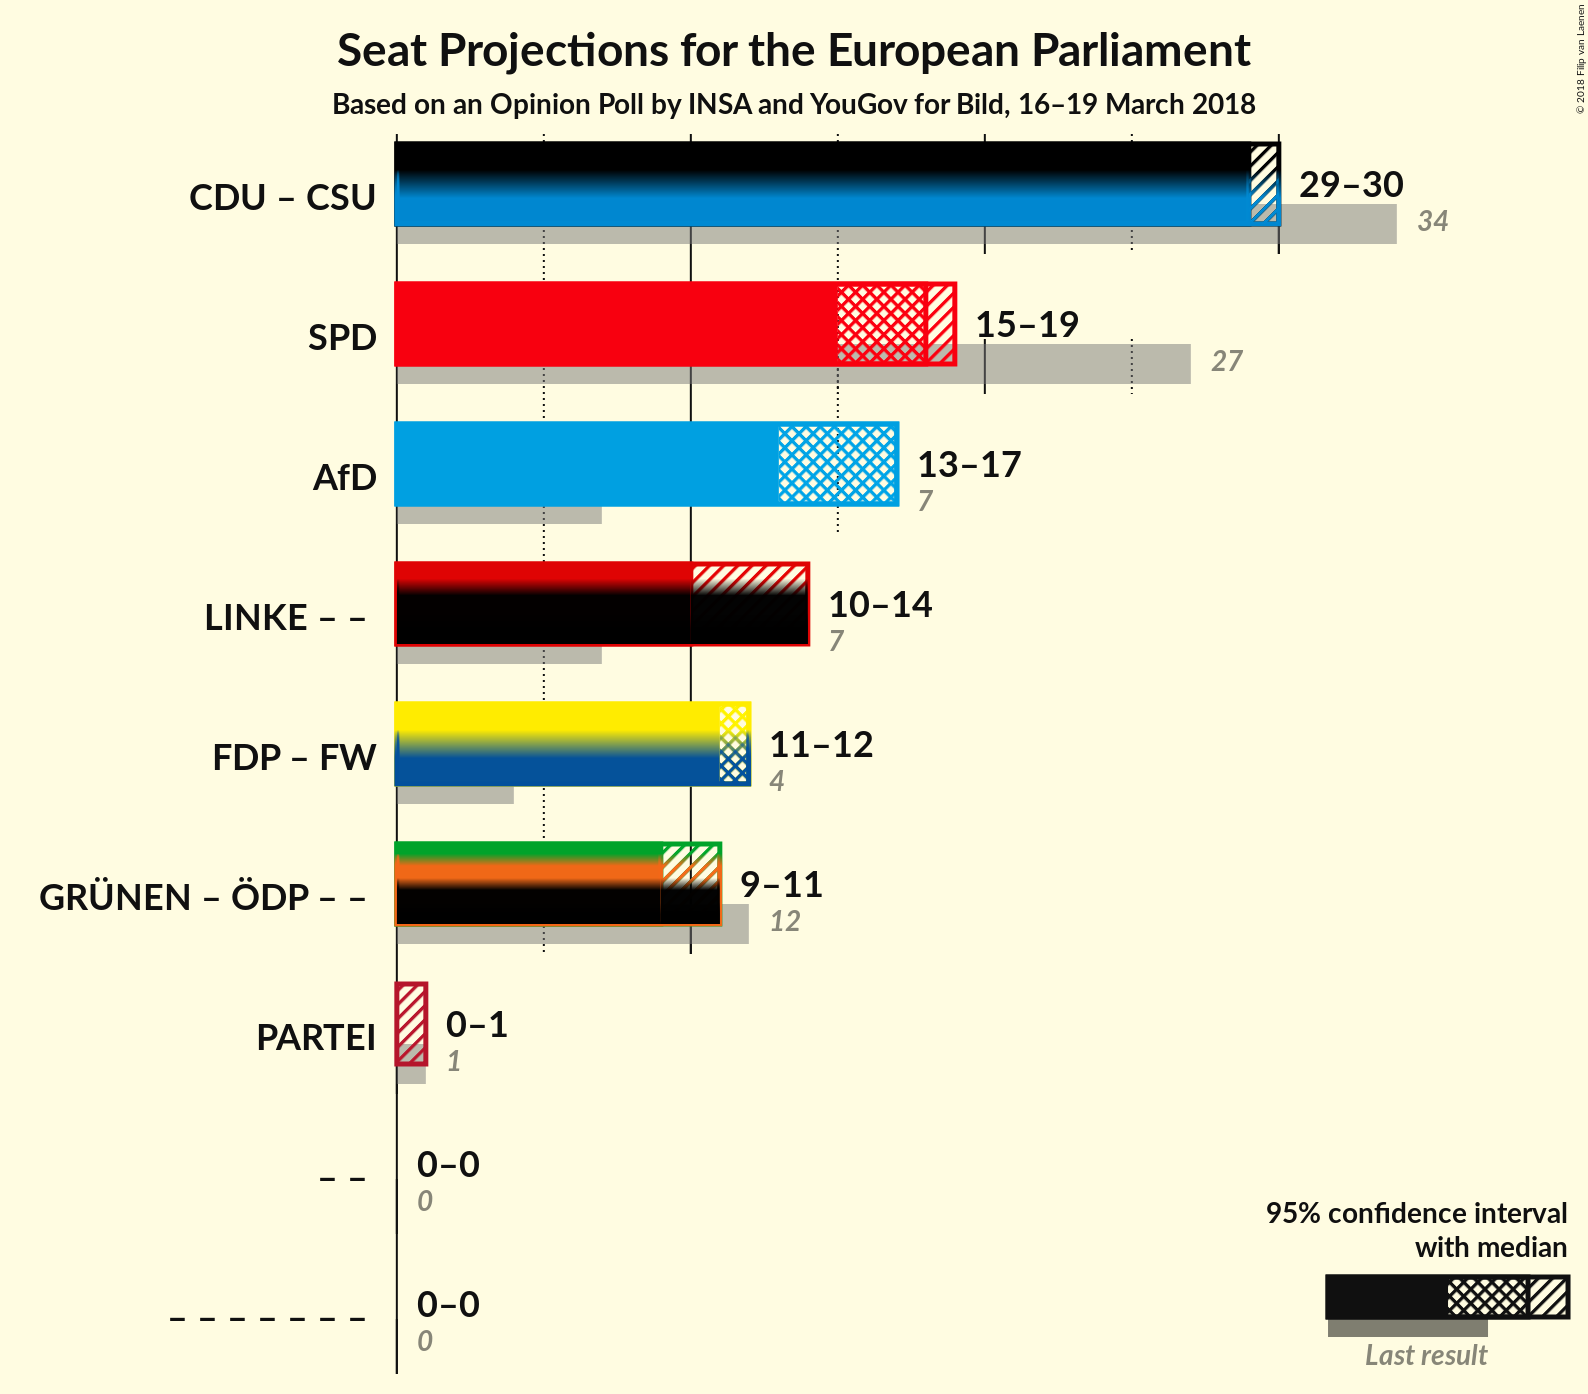 Seat Projections for the European Parliament
Based on an Opinion Poll by INSA and YouGov for Bild, 16–19 March 2018
© 2018 Filip van Laenen
CDU – CSU
29–30
34
SPD
15–19
27
AfD
13–17
7
LINKE – –
10–14
7
FDP – FW
11–12
4
GRÜNEN – ÖDP – –
9–11
12
PARTEI
0–1
1
– –
0–0
0
– – – – – – –
0–0
0
95% confidence interval
with median
Last result